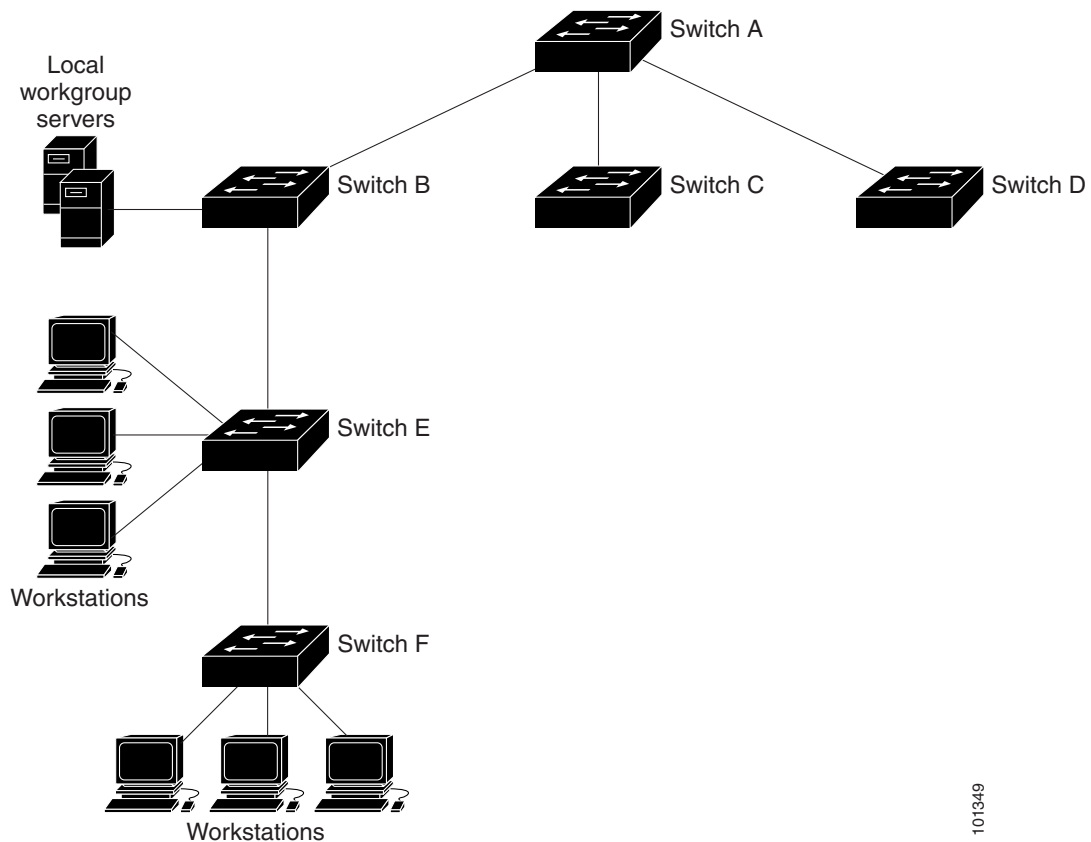 Switch A
Local
workgroup
servers
Switch B
Switch C
Switch D
Switch E
Workstations
Switch F
Workstations
101349